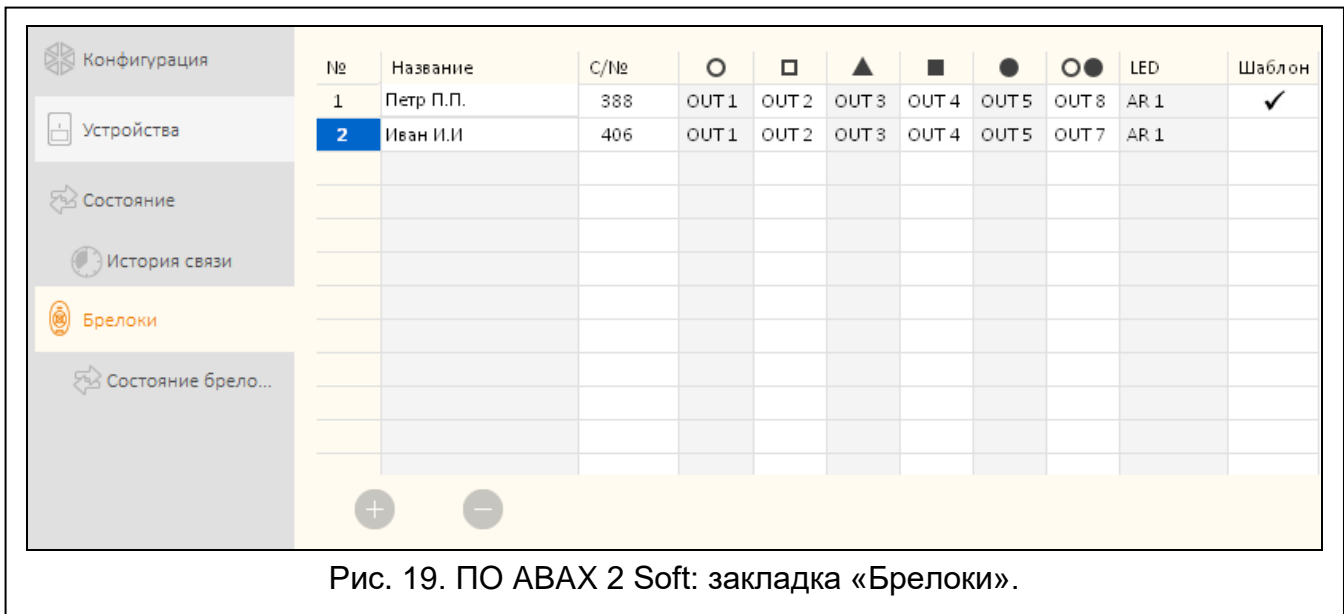 Конфигурация
Устройства
Состояние
История связи
Брелоки
Состояние брело...
№ Название С/№ LED Шаблон
1 Петр П.П. 388 OUT 1 OUT 2 OUT 3 OUT 4 OUT 5 OUT 8 AR 1 ✓
2 Иван И.И 406 OUT 1 OUT 2 OUT 3 OUT 4 OUT 5 OUT 7 AR 1
Рис. 19. ПО ABAX 2 Soft: закладка «Брелоки».